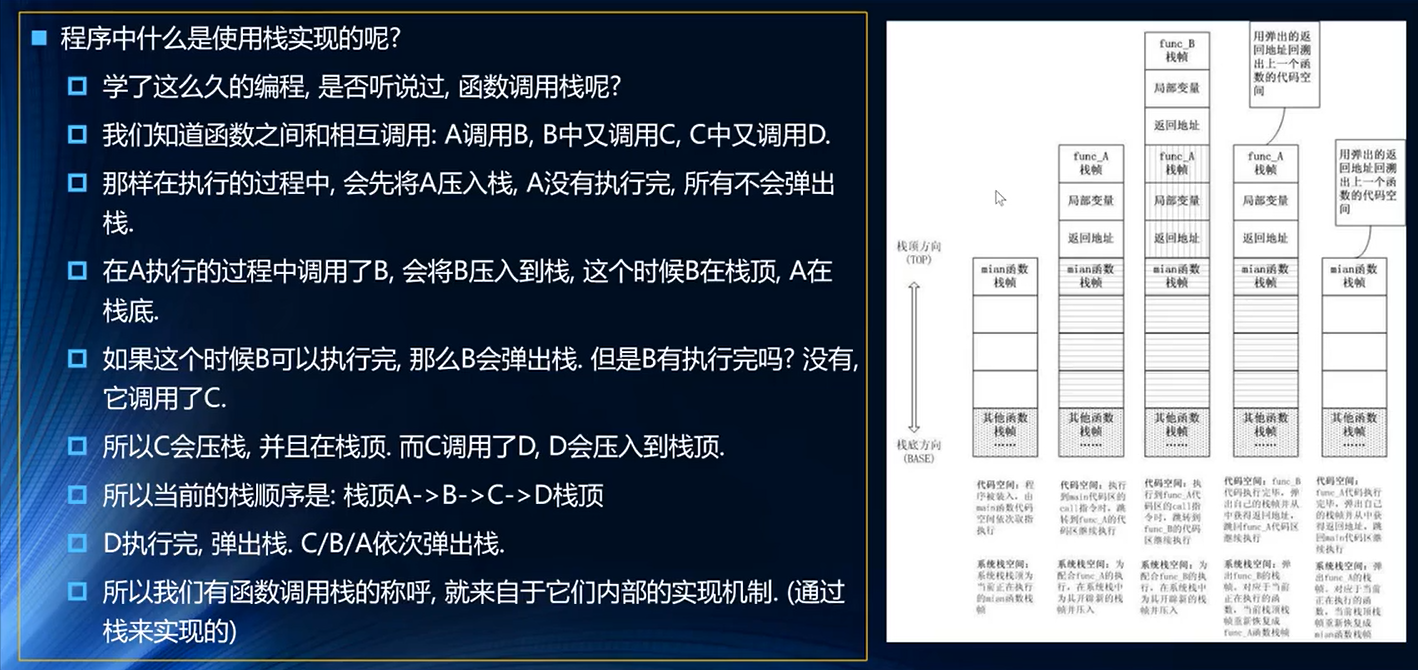 程序中什么是使用栈实现的呢?
学了这么久的编程, 是否听说过, 函数调用栈呢?
我们知道函数之间和相互调用: A调用B, B中又调用C, C中又调用D.
那样在执行的过程中, 会先将A压入栈, A没有执行完, 所有不会弹出
栈.
在A执行的过程中调用了B, 会将B压入到栈, 这个时候B在栈顶, A在
栈底.
如果这个时候B可以执行完, 那么B会弹出栈. 但是B有执行完吗? 没有,
它调用了C.
所以C会压栈, 并且在栈顶. 而C调用了D, D会压入到栈顶.
所以当前的栈顺序是: 栈顶A->B->C->D栈顶
D执行完, 弹出栈. C/B/A依次弹出栈.
所以我们有函数调用栈的称呼, 就来自于它们内部的实现机制. (通过
栈来实现的)
栈顶方向
(TOP)
栈底方向
(BASE)
mian函数
栈帧
其他函数
栈帧
……
func_A
栈帧
局部变量
返回地址
mian函数
栈帧
其他函数
栈帧
……
func_B
栈帧
局部变量
返回地址
func_A
栈帧
局部变量
返回地址
mian函数
栈帧
其他函数
栈帧
……
用弹出的返
回地址回溯
出上一个函
数的代码空
间
func_A
栈帧
局部变量
返回地址
mian函数
栈帧
其他函数
栈帧
……
用弹出的返
回地址回溯
出上一个函
数的代码空
间
mian函数
栈帧
其他函数
栈帧
……
代码空间：程
序被装入，由
main函数代码
空间依次取指
执行
系统栈空间：
系统栈栈顶为
当前正在执行
的mian函数栈
帧
代码空间：执行
到main代码区的
call指令时，跳
转到func_A的代
码区继续执行
系统栈空间：为
配合func_A的执
行，在系统栈中
为其开辟新的栈
帧并压入
代码空间：执
行到func_A代
码区的call指
令时，跳转到
func_B的代码
区继续执行
系统栈空间：为
配合func_B的执
行，在系统栈中
为其开辟新的栈
帧并压入
代码空间：func_B
代码执行完毕，弹
出自己的栈帧并从
中获得返回地址，
跳回func_A代码区
继续执行
系统栈空间：弹
出func_B的栈
帧，对应于当前
正在执行的函
数，当前栈顶栈
帧重新恢复成
func_A函数栈帧
代码空间：
func_A代码执行
完毕，弹出自己
的栈帧并从中获
得返回地址，跳
回main代码区继
续执行
系统栈空间：弹
出func_A的栈
帧，对应于当前
正在执行的函
数，当前栈顶栈
帧重新恢复成
mian函数栈帧